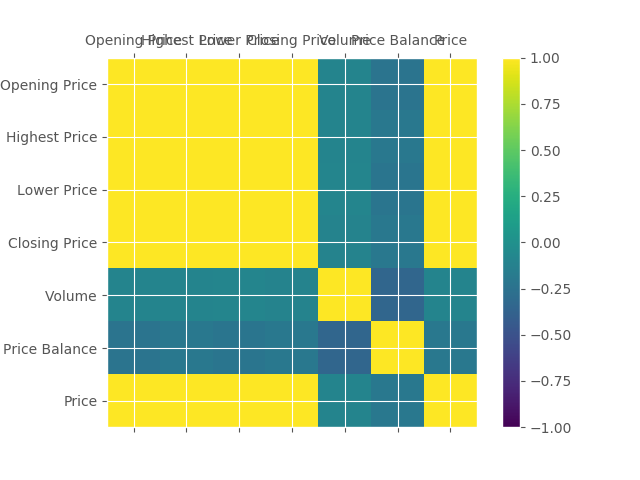 Opening Price Highest Price Lower Price Closing Price Volume Price Balance Price
Opening Price
Highest Price
Lower Price
Closing Price
Volume
Price Balance
Price
1.00
0.75
0.50
0.25
0.00
−0.25
−0.50
−0.75
−1.00